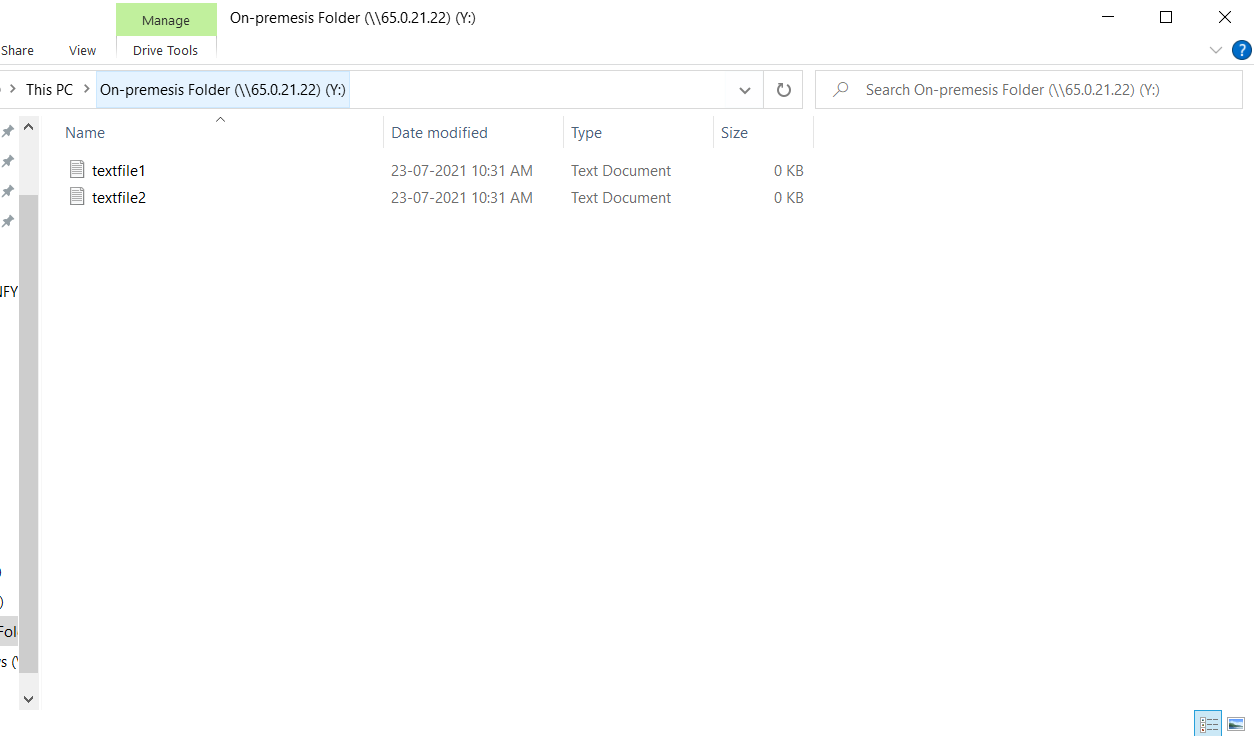 Manage On-premesis Folder (\\65.0.21.22) (Y:)
Share View Drive Tools ?
This PC On-premesis Folder (\\65.0.21.22) (Y:) Search On-premesis Folder (\\65.0.21.22) (Y:)
Name Date modified Type Size
textfile1 23-07-2021 10:31 AM Text Document 0 KB
textfile2 23-07-2021 10:31 AM Text Document 0 KB
NFY
)
)
Fol
s (\